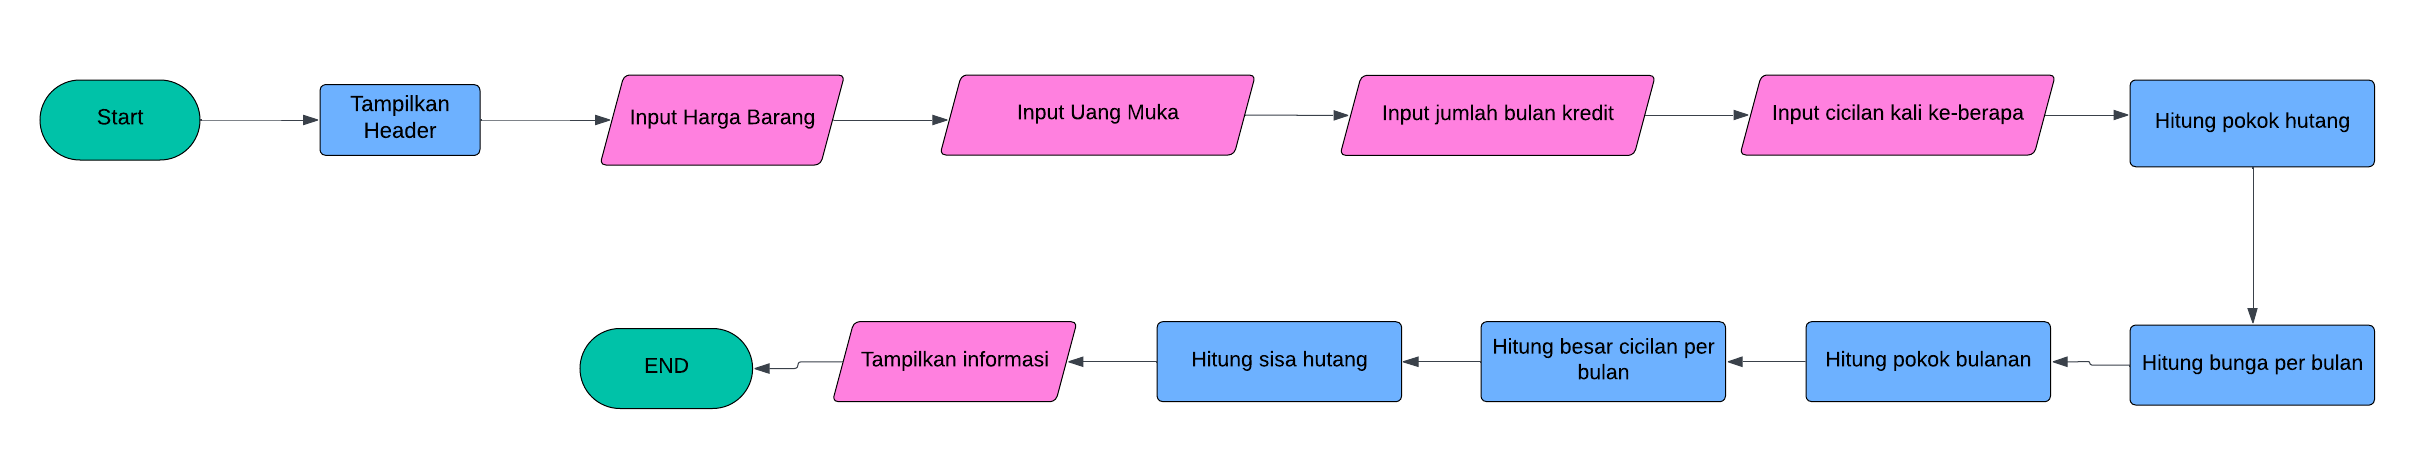 Start
Tampilkan
Header
Input Harga Barang
Input Uang Muka
Input jumlah bulan kredit
Input cicilan kali ke-berapa
Hitung pokok hutang
Hitung bunga per bulan
Hitung pokok bulanan
Hitung besar cicilan per
bulan
Hitung sisa hutang
Tampilkan informasi
END